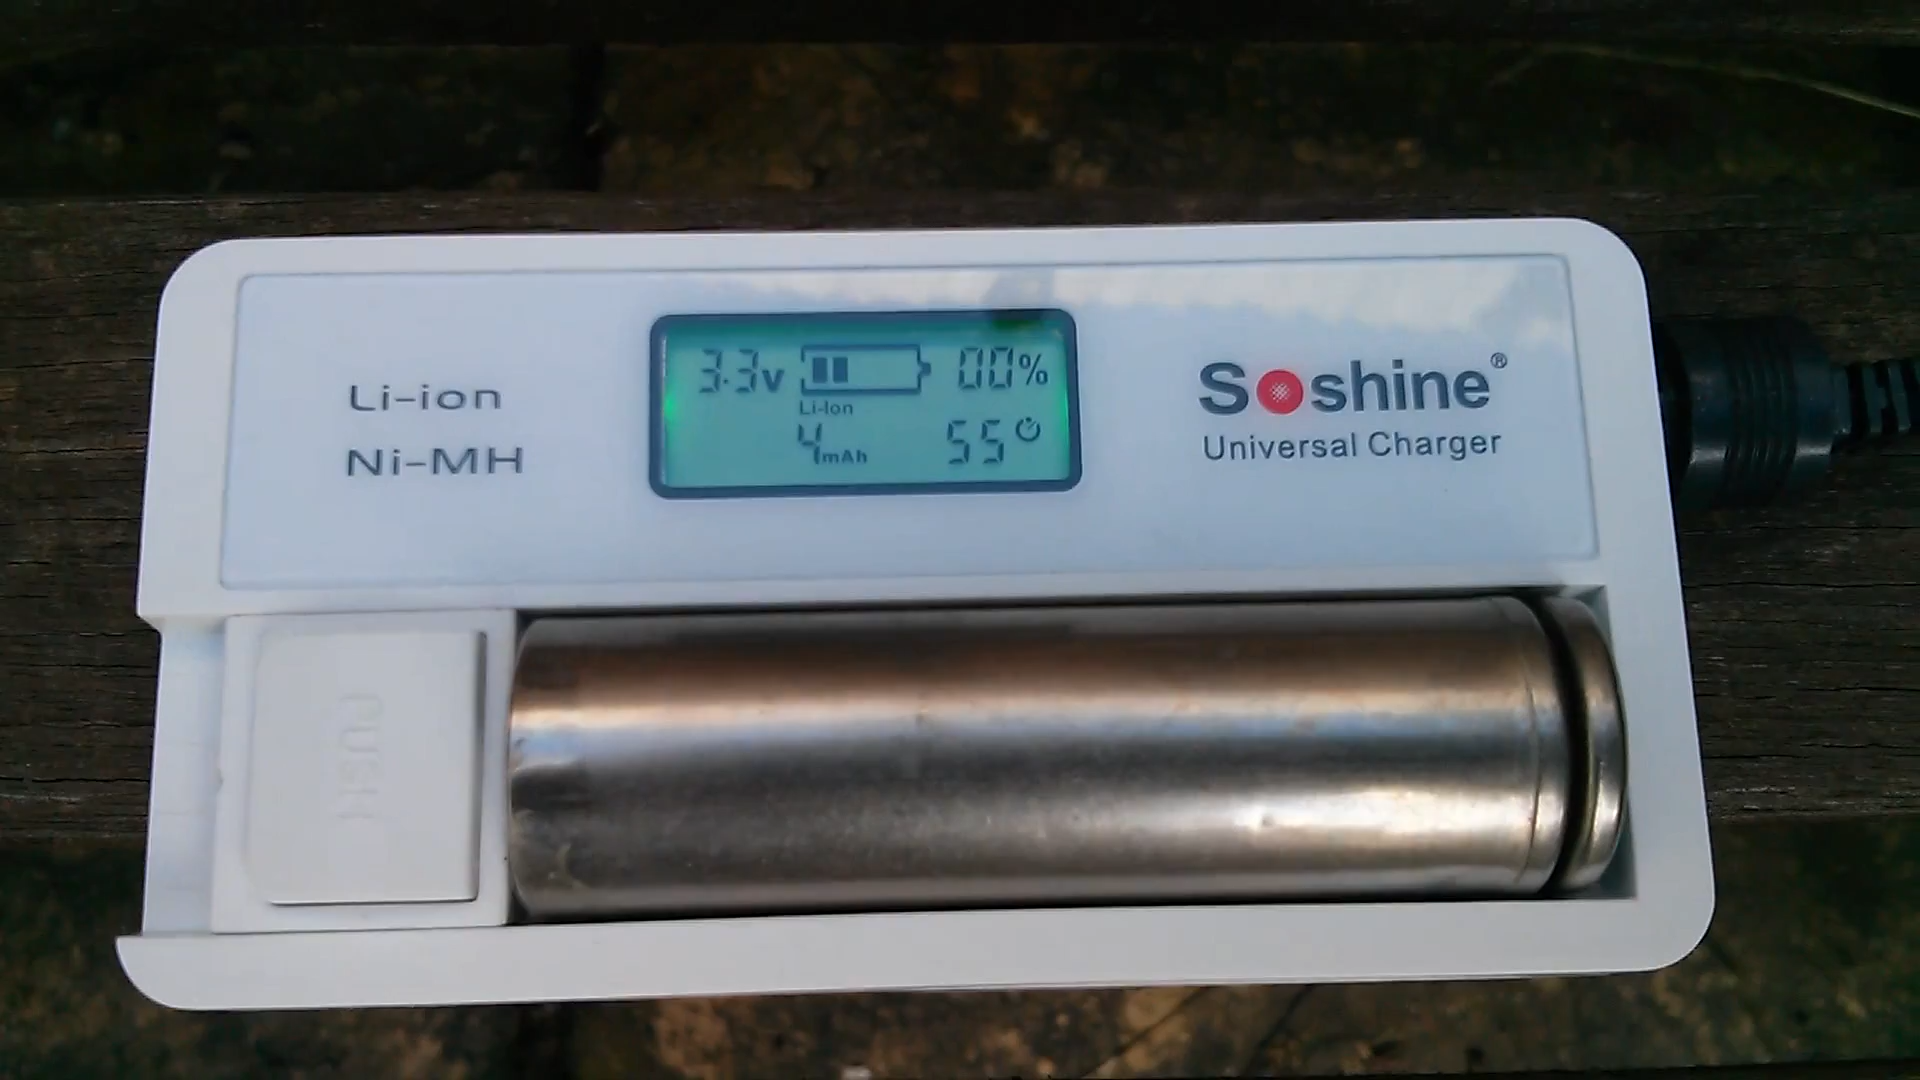 Li-ion
Ni-MH
3.3v 00%
Li-Ion
4mAh 55
Soshine®
Universal Charger
PUSH